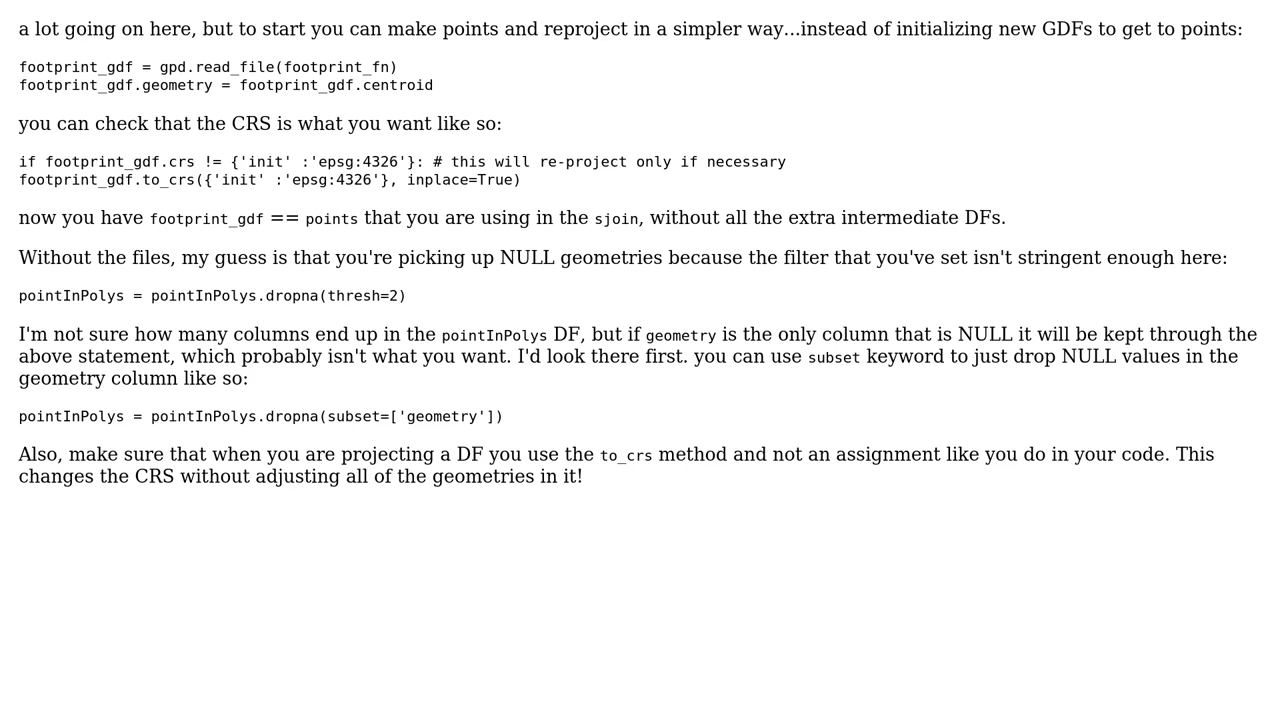 a lot going on here, but to start you can make points and reproject in a simpler way...instead of initializing new GDFs to get to points:
footprint_gdf = gpd.read_file(footprint_fn)
footprint_gdf.geometry = footprint_gdf.centroid
you can check that the CRS is what you want like so:
if footprint_gdf.crs != {'init' :'epsg:4326'}: # this will re-project only if necessary
footprint_gdf.to_crs({'init' :'epsg:4326'}, inplace=True)
now you have footprint_gdf == points that you are using in the sjoin, without all the extra intermediate DFs.
Without the files, my guess is that you're picking up NULL geometries because the filter that you've set isn't stringent enough here:
pointInPolys = pointInPolys.dropna(thresh=2)
I'm not sure how many columns end up in the pointInPolys DF, but if geometry is the only column that is NULL it will be kept through the
above statement, which probably isn't what you want. I'd look there first. you can use subset keyword to just drop NULL values in the
geometry column like so:
pointInPolys = pointInPolys.dropna(subset=['geometry'])
Also, make sure that when you are projecting a DF you use the to_crs method and not an assignment like you do in your code. This
changes the CRS without adjusting all of the geometries in it!